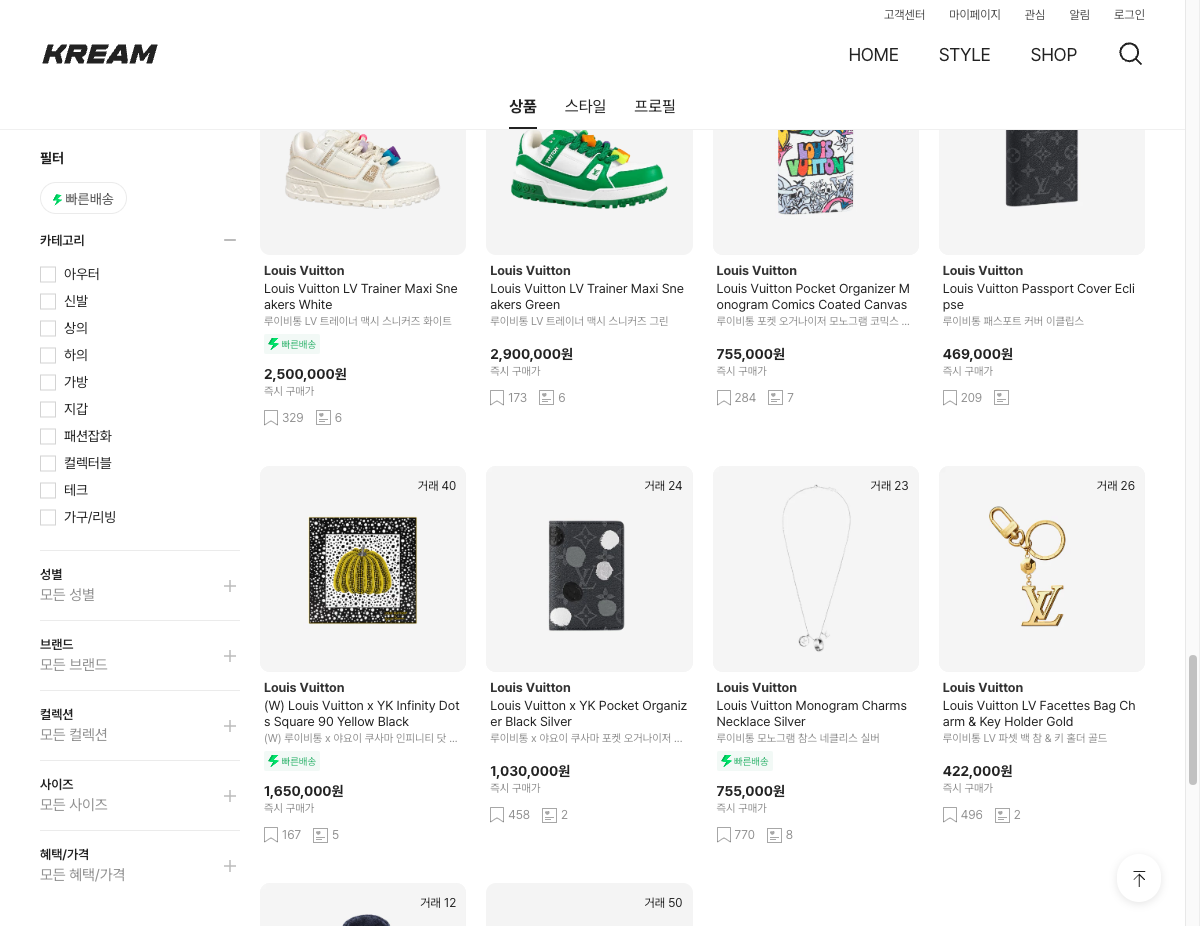 고객센터
마이페이지
관심
알림
로그인
KREAM
HOME
STYLE
SHOP
상품
스타일
프로필
필터
빠른배송
카테고리
아우터
신발
상의
하의
가방
지갑
패션잡화
컬렉터블
테크
가구/리빙
성별
모든 성별
브랜드
모든 브랜드
컬렉션
모든 컬렉션
사이즈
모든 사이즈
혜택/가격
모든 혜택/가격
Louis Vuitton
Louis Vuitton LV Trainer Maxi Sne
akers White
루이비통 LV 트레이너 맥시 스니커즈 화이트
빠른배송
2,500,000원
즉시 구매가
329
6
Louis Vuitton
Louis Vuitton LV Trainer Maxi Sne
akers Green
루이비통 LV 트레이너 맥시 스니커즈 그린
2,900,000원
즉시 구매가
173
6
LOUIS
VUITTON
Louis Vuitton
Louis Vuitton Pocket Organizer M
onogram Comics Coated Canvas
루이비통 포켓 오거나이저 모노그램 코믹스 ...
755,000원
즉시 구매가
284
7
Louis Vuitton
Louis Vuitton Passport Cover Ecli
pse
루이비통 패스포트 커버 이클립스
469,000원
즉시 구매가
209
거래 40
Louis Vuitton
(W) Louis Vuitton x YK Infinity Dot
s Square 90 Yellow Black
(W) 루이비통 x 야요이 쿠사마 인피니티 닷 ...
빠른배송
1,650,000원
즉시 구매가
167
5
거래 24
Louis Vuitton
Louis Vuitton x YK Pocket Organiz
er Black Silver
루이비통 x 야요이 쿠사마 포켓 오거나이저 ...
1,030,000원
즉시 구매가
458
2
거래 23
Louis Vuitton
Louis Vuitton Monogram Charms
Necklace Silver
루이비통 모노그램 참스 네클리스 실버
빠른배송
755,000원
즉시 구매가
770
8
거래 26
LV
Louis Vuitton
Louis Vuitton LV Facettes Bag Ch
arm & Key Holder Gold
루이비통 LV 파셋 백 참 & 키 홀더 골드
422,000원
즉시 구매가
496
2
거래 12
거래 50